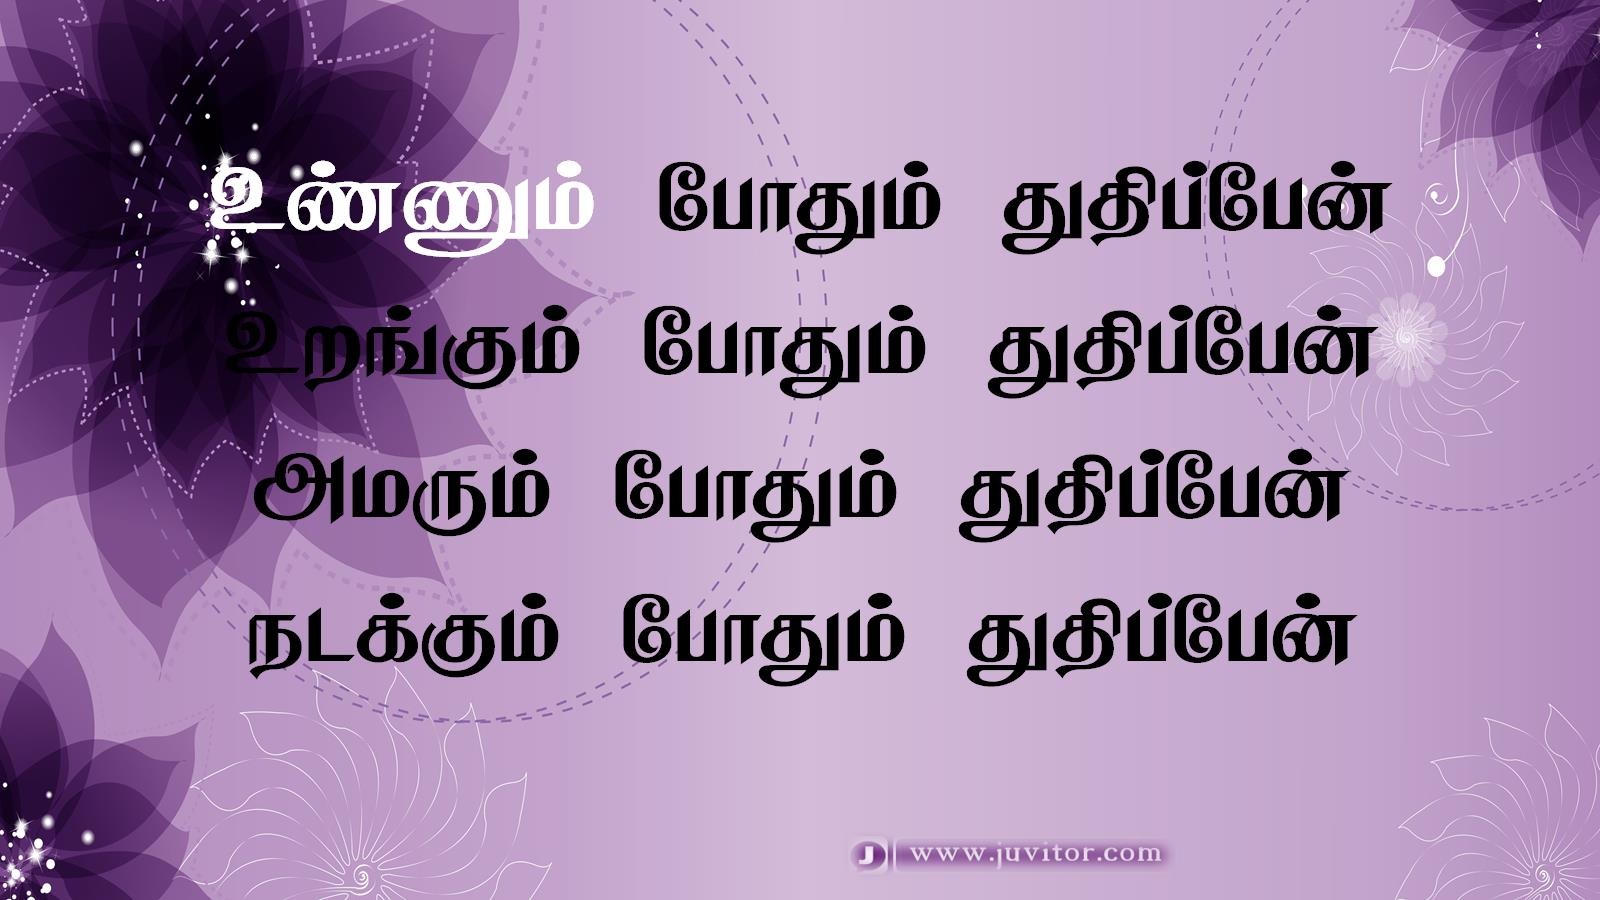 உண்ணும் போதும் துதிப்பேன்
உறங்கும் போதும் துதிப்பேன்
அமரும் போதும் துதிப்பேன்
நடக்கும் போதும் துதிப்பேன்
J www.juvitor.com